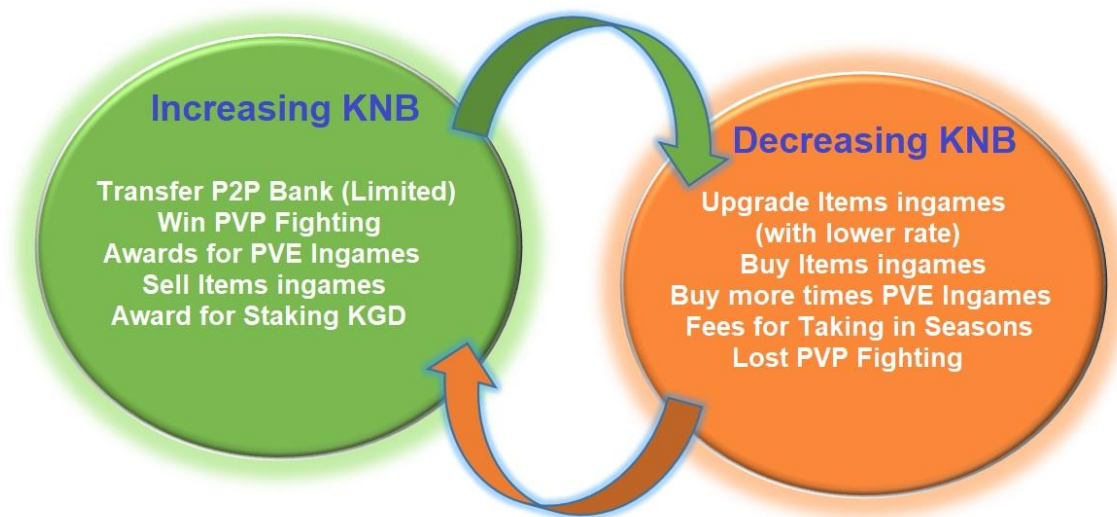 Increasing KNB
Transfer P2P Bank (Limited)
Win PVP Fighting
Awards for PVE Ingames
Sell Items ingames
Award for Staking KGD
Decreasing KNB
Upgrade Items ingames
(with lower rate)
Buy Items ingames
Buy more times PVE Ingames
Fees for Taking in Seasons
Lost PVP Fighting